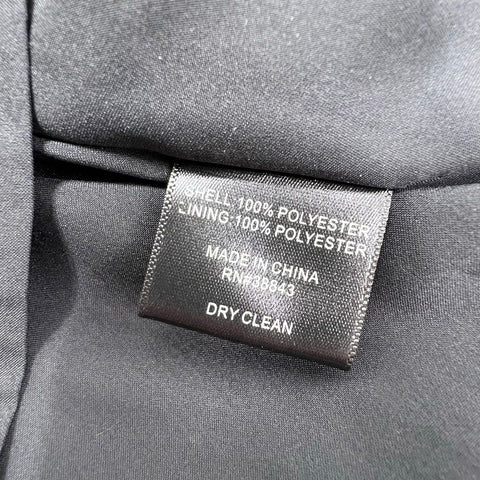 SHELL 100% POLYESTER
LINING-100% POLYESTER
MADE IN CHINA
RN#38843
DRY CLEAN